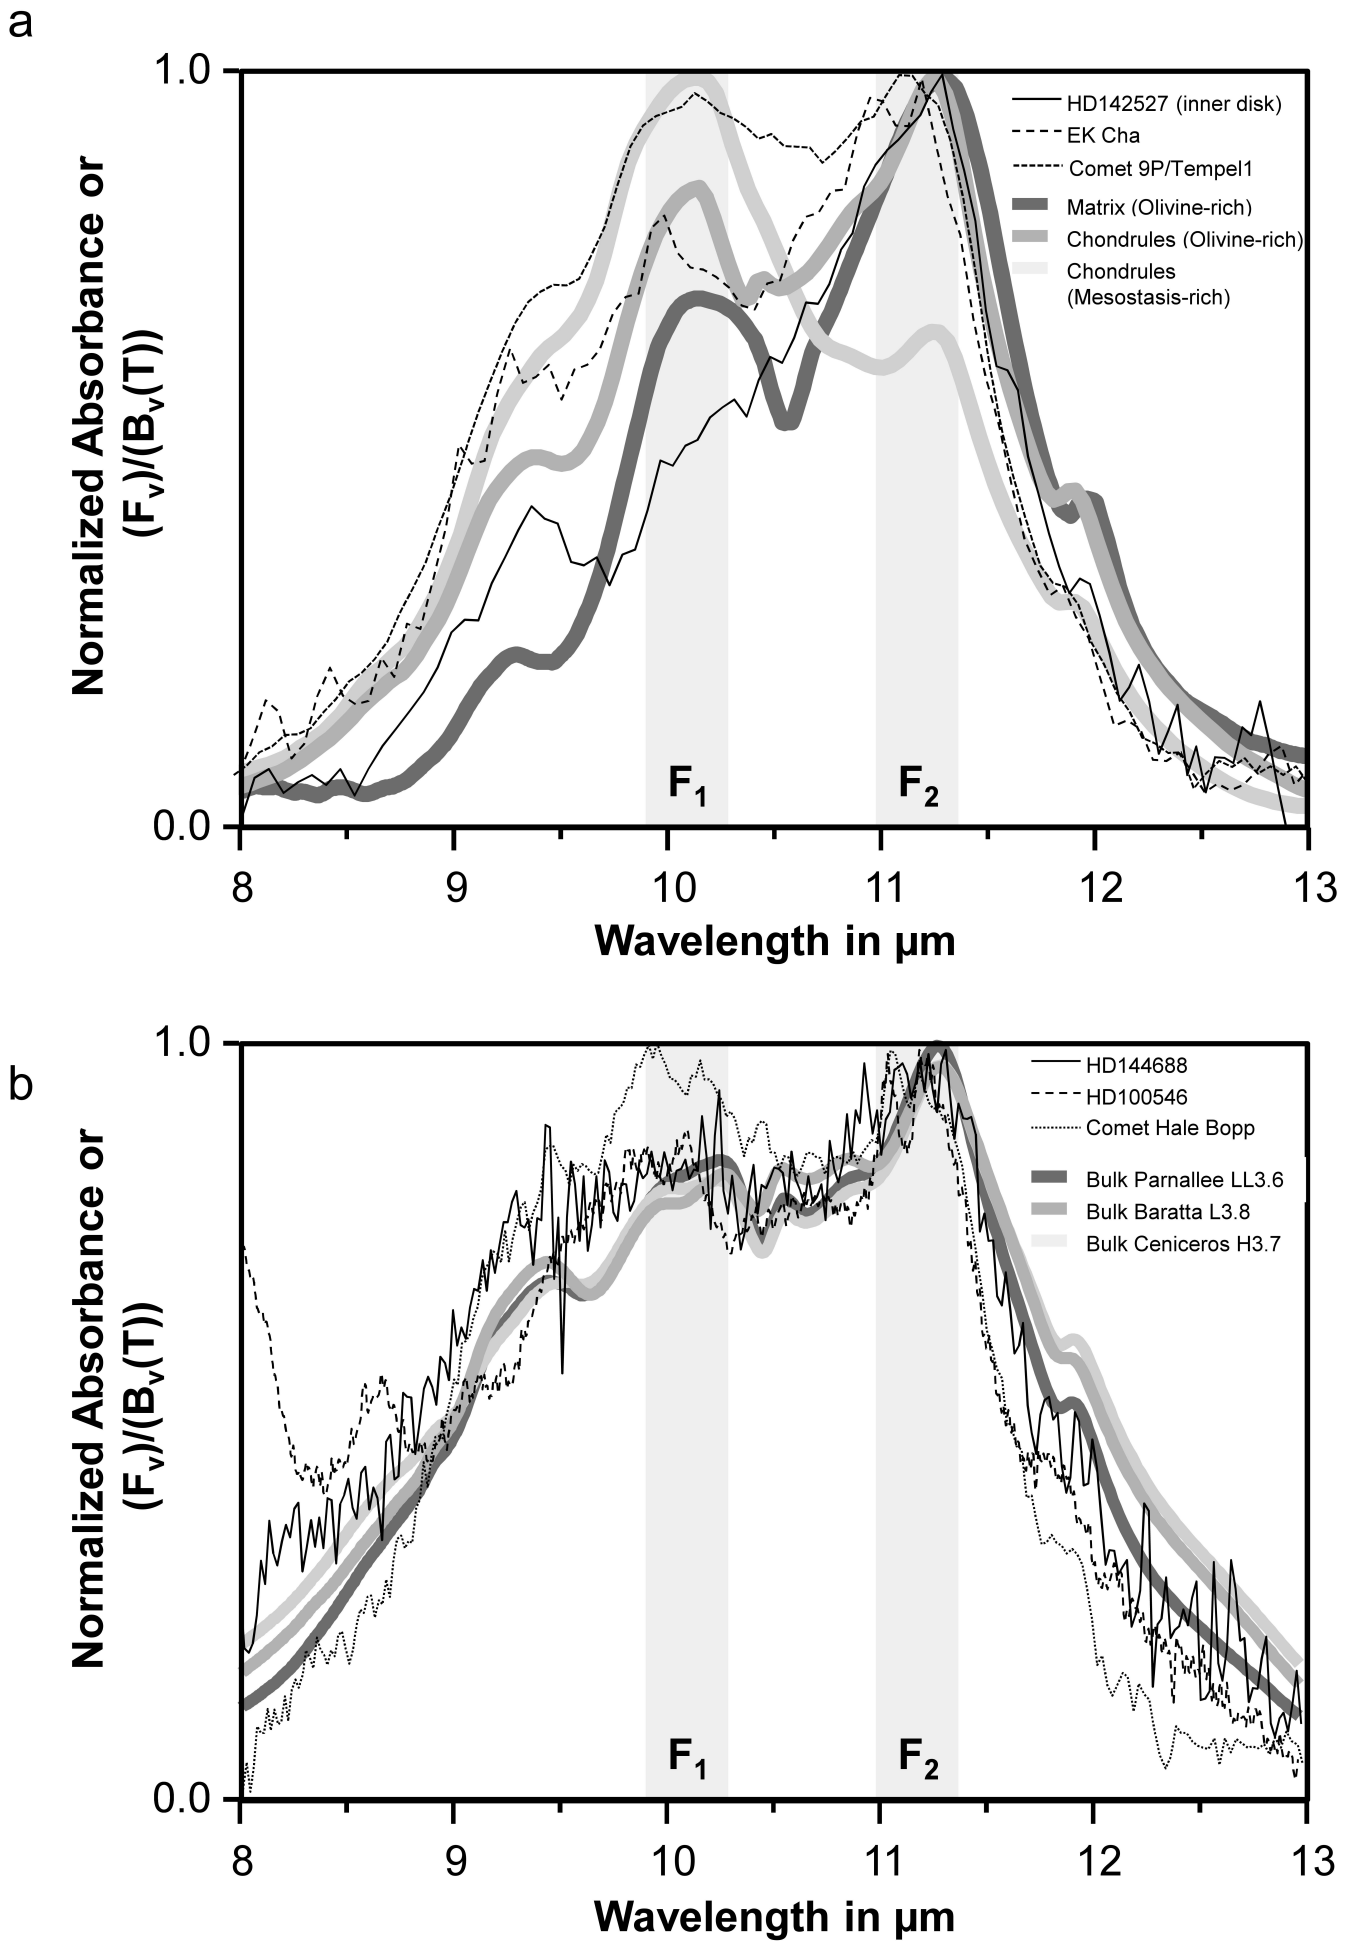 a
1.0
HD142527 (inner disk)
EK Cha
Comet 9P/Tempel1
Matrix (Olivine-rich)
Chondrules (Olivine-rich)
Chondrules
(Mesostasis-rich)
Normalized Absorbance or
(Fᵥ)/(Bᵥ(T))
F₁
F₂
0.0
8
9
10
11
12
13
Wavelength in µm
b
1.0
HD144688
HD100546
Comet Hale Bopp
Bulk Parnallee LL3.6
Bulk Baratta L3.8
Bulk Ceniceros H3.7
Normalized Absorbance or
(Fᵥ)/(Bᵥ(T))
F₁
F₂
0.0
8
9
10
11
12
13
Wavelength in µm